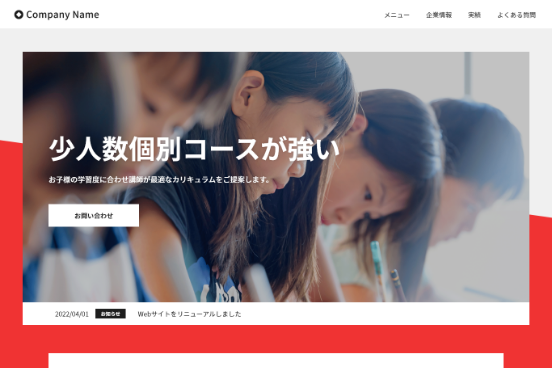 Company Name
メニュー 企業情報 実績 よくある質問
少人数個別コースが強い
お子様の学習度に合わせ講師が最適なカリキュラムをご提案します。
お問い合わせ
2022/04/01 お知らせ Webサイトをリニューアルしました